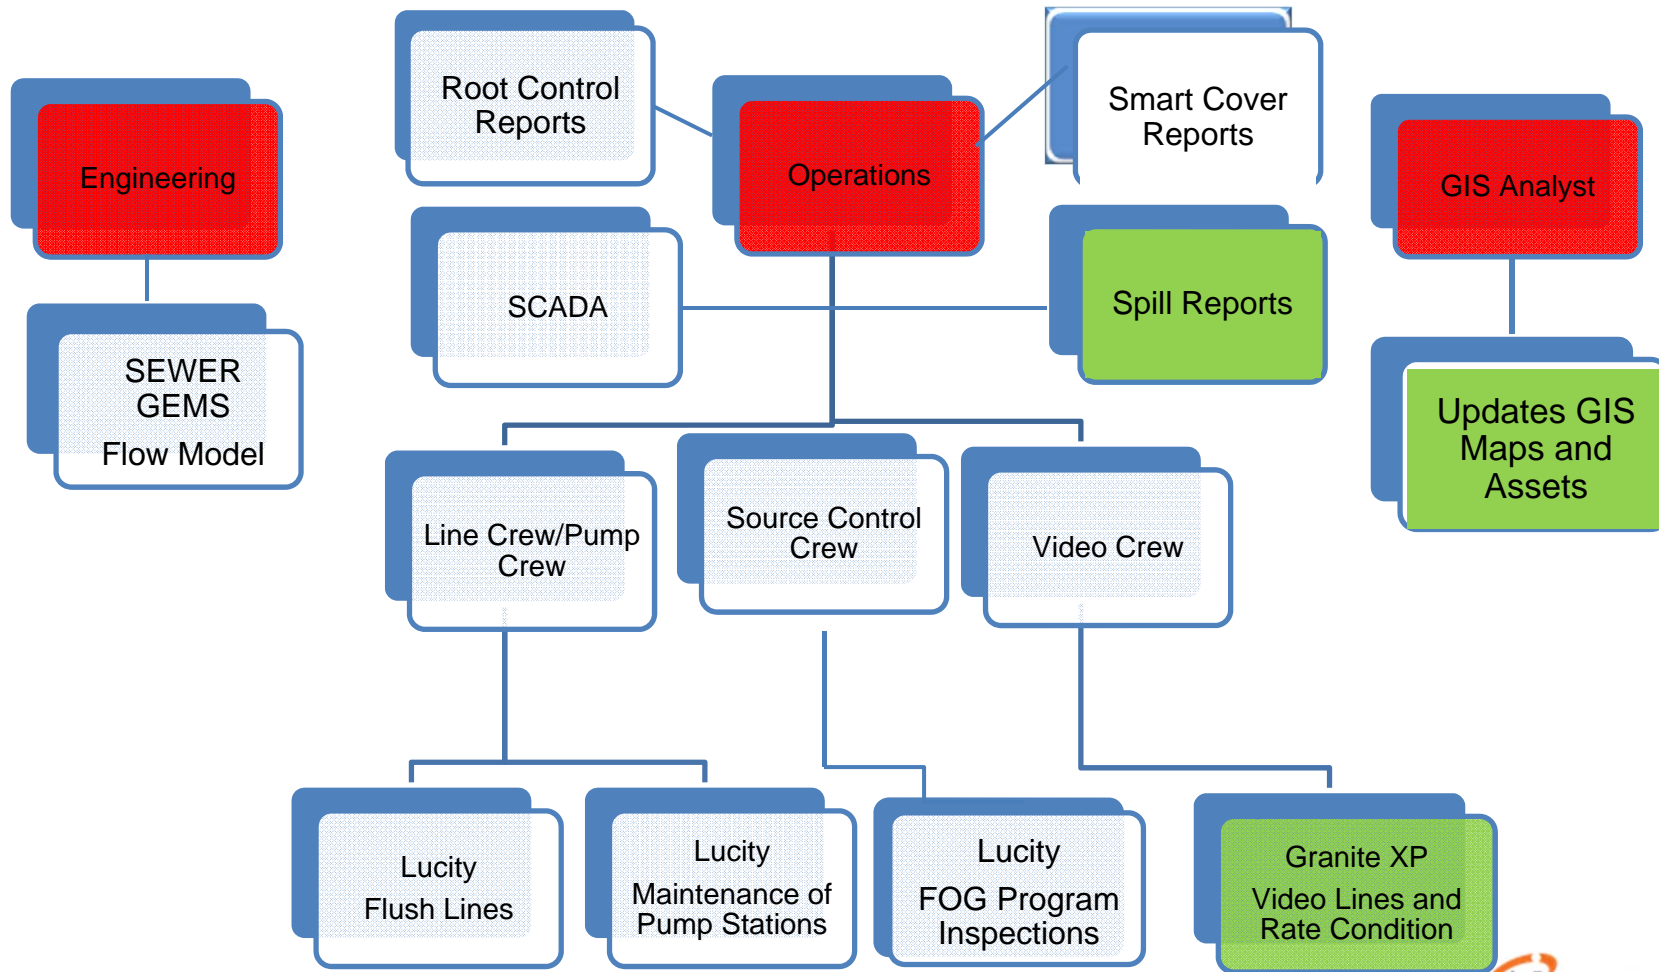 Root Control
Reports
Smart Cover
Reports
Engineering
Operations
GIS Analyst
SCADA
Spill Reports
SEWER
GEMS
Flow Model
Updates GIS
Maps and
Assets
Line Crew/Pump
Crew
Source Control
Crew
Video Crew
Lucity
Flush Lines
Lucity
Maintenance of
Pump Stations
Lucity
FOG Program
Inspections
Granite XP
Video Lines and
Rate Condition